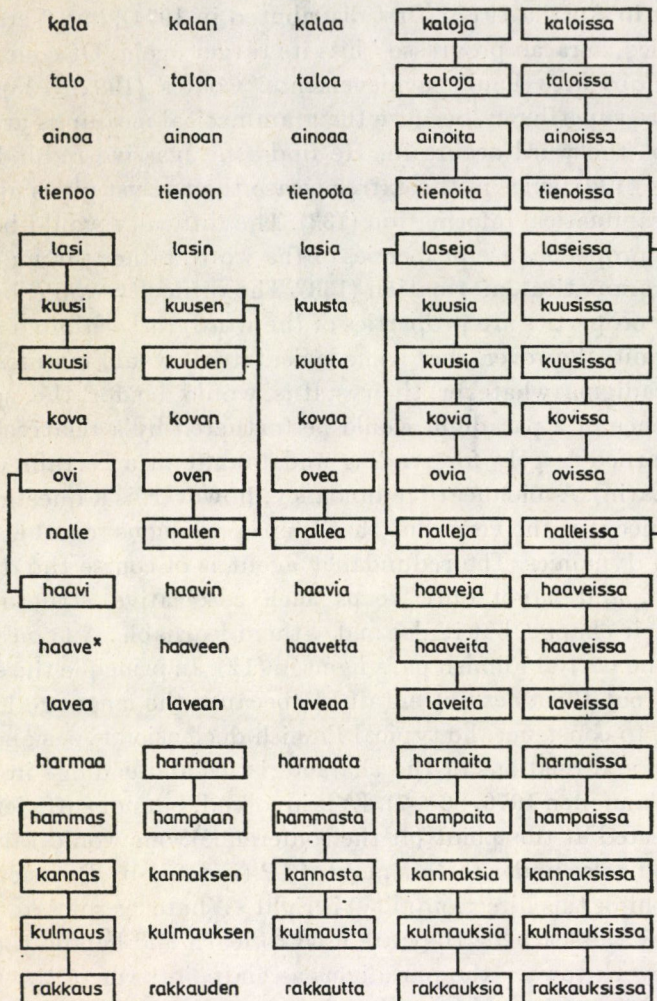 kala kalan kalaa kaloja kaloissa
talo talon taloa taloja taloissa
ainoa ainoan ainoaa ainoita ainoissa
tienoo tienoon tienoota tienoita tienoissa
lasi lasin lasia laseja laseissa
kuusi kuusen kuusta kuusia kuusissa
kuusi kuuden kuutta kuusia kuusissa
kova kovan kovaa kovia kovissa
ovi oven ovea ovia ovissa
nalle nallen nallea nalleja nalleissa
haavi haavin haavia haaveja haaveissa
haaveˣ haaveen haavetta haaveita haaveissa
lavea lavean laveaa laveita laveissa
harmaa harmaan harmaata harmaita harmaissa
hammas hampaan hammasta hampaita hampaissa
kannas kannaksen kannasta kannaksia kannaksissa
kulmaus kulmauksen kulmausta kulmauksia kulmauksissa
rakkaus rakkauden rakkautta rakkauksia rakkauksissa